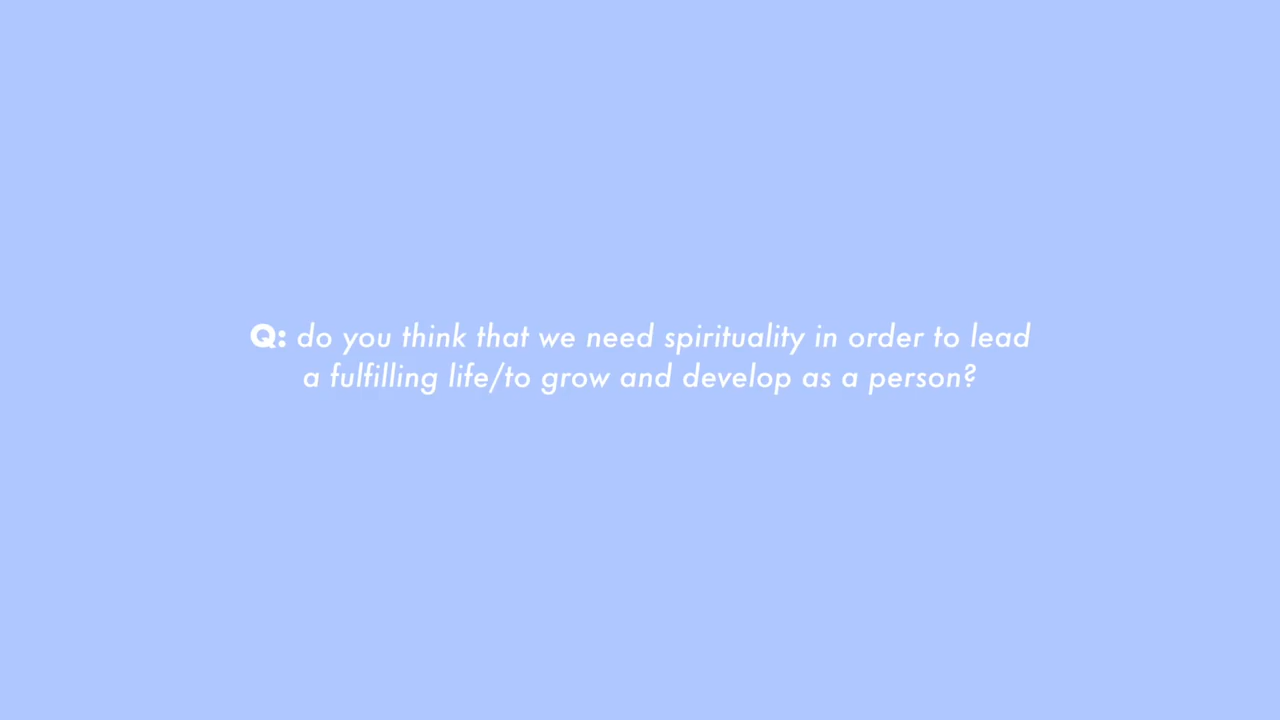 Q: do you think that we need spirituality in order to lead
a fulfilling life/to grow and develop as a person?